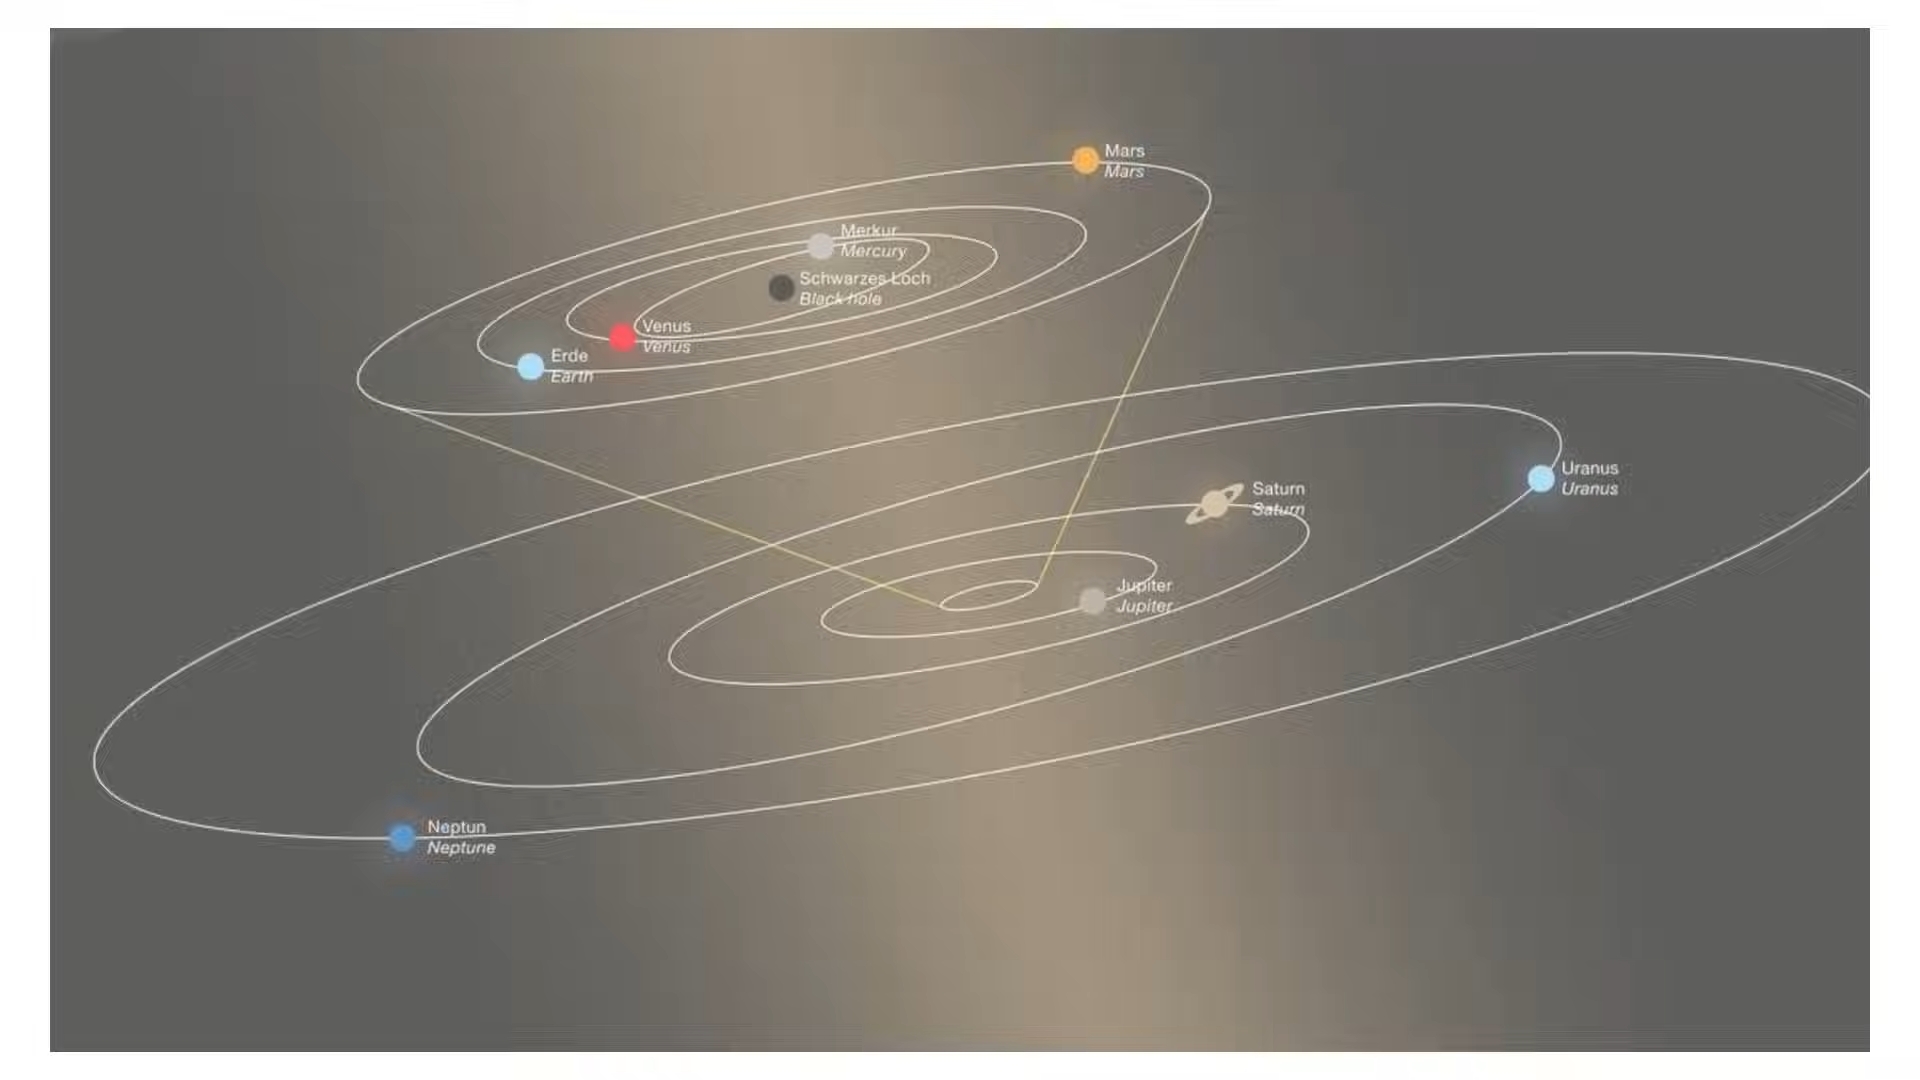 Mars
Mars
Merkur
Mercury
Schwarzes Loch
Black hole
Venus
Venus
Erde
Earth
Uranus
Uranus
Saturn
Saturn
Jupiter
Jupiter
Neptun
Neptune